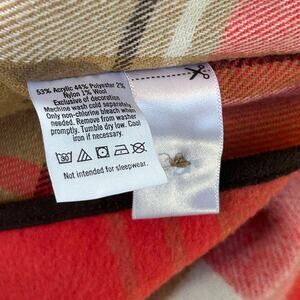 53% Acrylic 44% Polyester 2%
Nylon 1% Wool
Exclusive of decoration
Machine wash cold separately.
Only non-chlorine bleach when
needed. Remove from washer
promptly. Tumble dry low. Cool
iron if necessary.
Not intended for sleepwear.